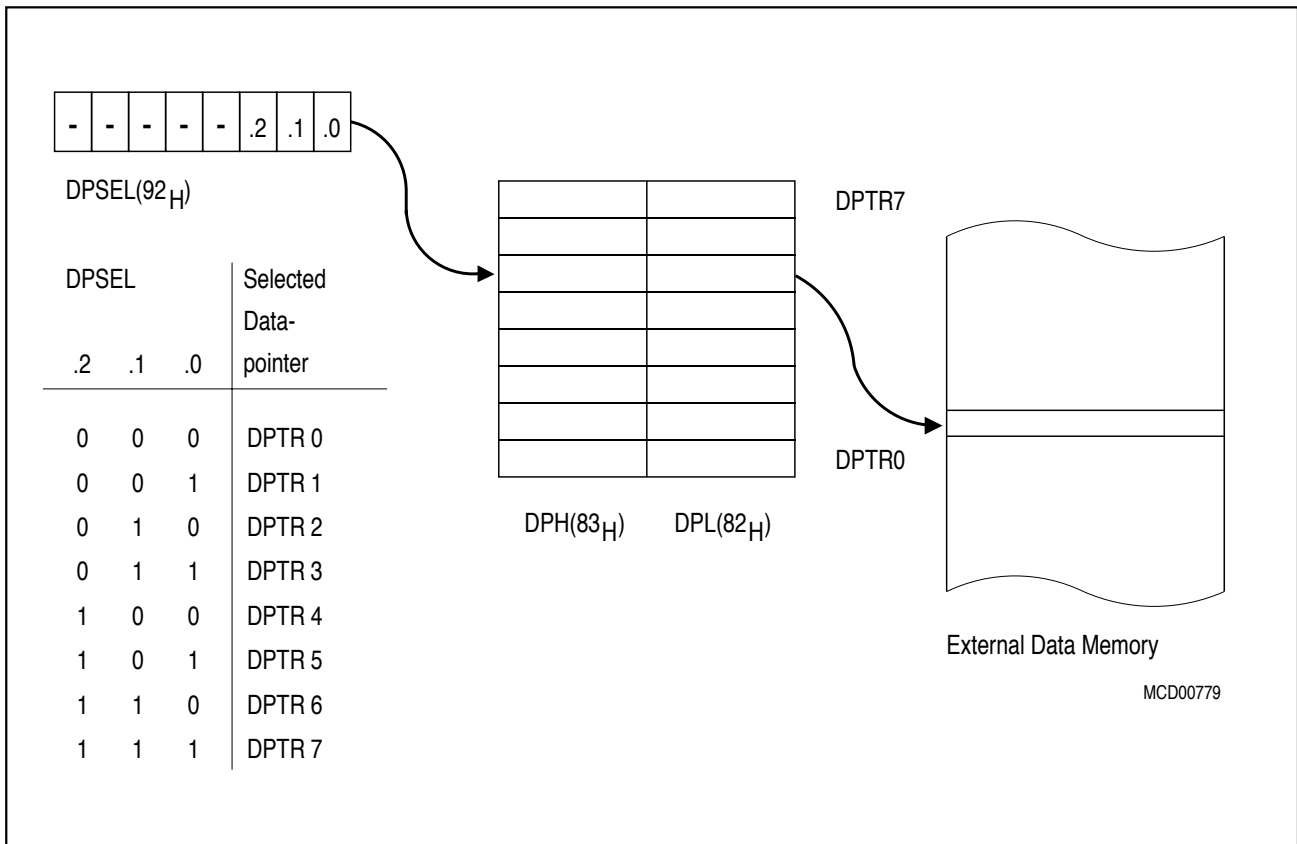 - - - - - .2 .1 .0
DPSEL(92H)
DPSEL Selected
Data-
.2 .1 .0 pointer
0 0 0 DPTR 0
0 0 1 DPTR 1
0 1 0 DPTR 2
0 1 1 DPTR 3
1 0 0 DPTR 4
1 0 1 DPTR 5
1 1 0 DPTR 6
1 1 1 DPTR 7
DPTR7
DPTR0
DPH(83H) DPL(82H)
External Data Memory
MCD00779